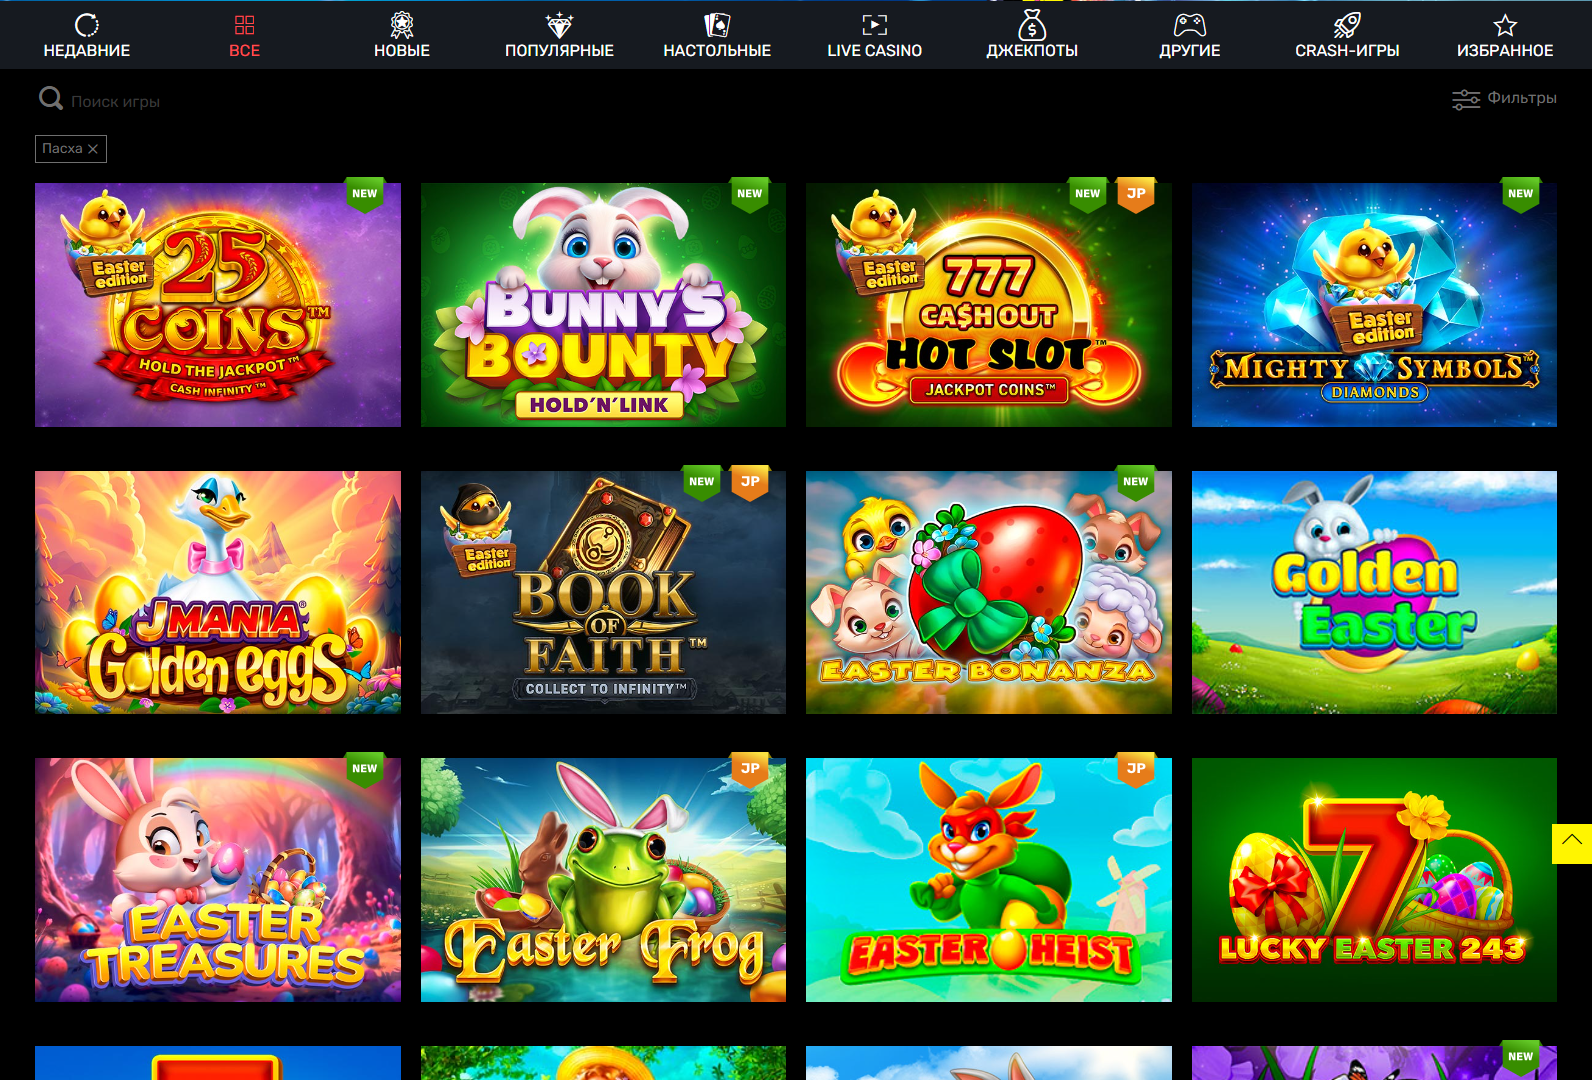 НЕДАВНИЕ
ВСЕ
НОВЫЕ
ПОПУЛЯРНЫЕ
НАСТОЛЬНЫЕ
LIVE CASINO
ДЖЕКПОТЫ
ДРУГИЕ
CRASH-ИГРЫ
ИЗБРАННОЕ
Поиск игры
Фильтры
Пасха
NEW
Easter
edition
25
COINS™
HOLD THE JACKPOT™
CASH INFINITY™
NEW
BUNNY'S
BOUNTY
HOLD'N'LINK
NEW
JP
Easter
edition
777
CA$H OUT
HOT SLOT™
JACKPOT COINS™
NEW
Easter
edition
MIGHTY SYMBOLS™
DIAMONDS
JMANIA®
Golden eggs
NEW
JP
Easter
edition
BOOK
OF
FAITH™
COLLECT TO INFINITY™
NEW
EASTER BONANZA
Golden
Easter
NEW
EASTER
TREASURES
JP
Easter Frog
JP
EASTER HEIST
7
LUCKY EASTER 243
NEW